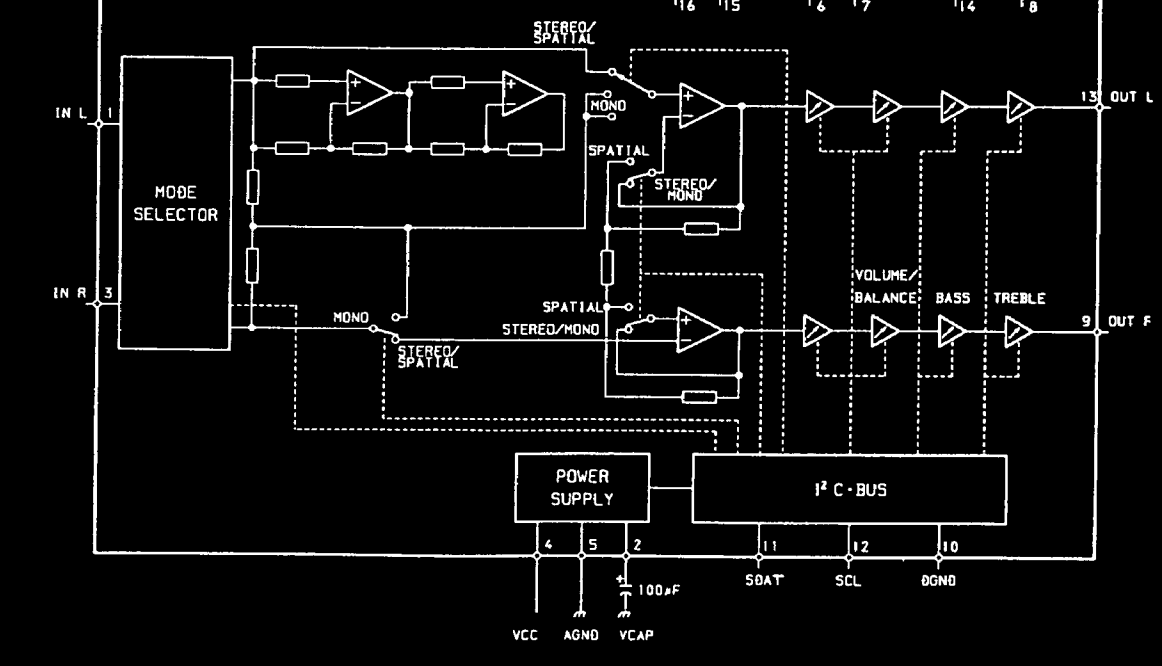 16 15 6 7 14 8
STEREO/
SPATIAL
IN L 1
MONO
13 OUT L
SPATIAL
STEREO/
MONO
MODE
SELECTOR
IN R 3
VOLUME/
BALANCE BASS TREBLE
SPATIAL
MONO
STEREO/MONO
9 OUT F
STEREO/
SPATIAL
POWER
SUPPLY
I² C-BUS
4 5 2 11 12 10
SDAT SCL DGND
+ 100µF
VCC AGND VCAP